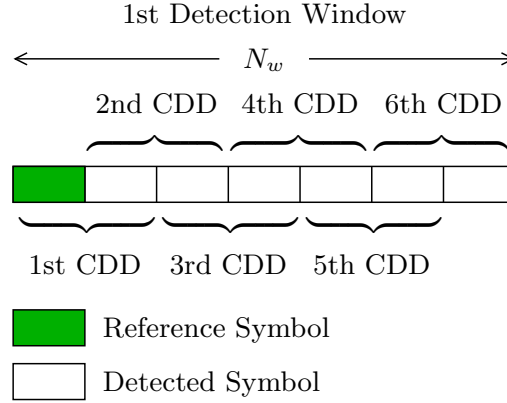 1st Detection Window
N_w
2nd CDD 4th CDD 6th CDD
1st CDD 3rd CDD 5th CDD
Reference Symbol
Detected Symbol